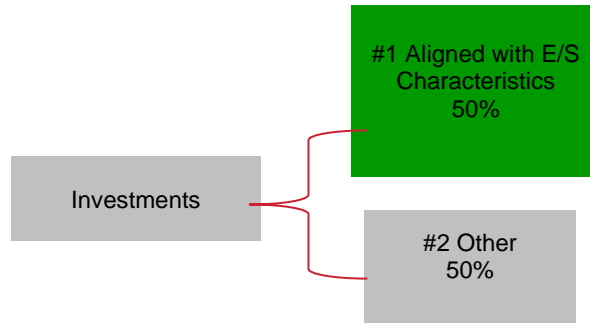 #1 Aligned with E/S
Characteristics
50%
Investments
#2 Other
50%